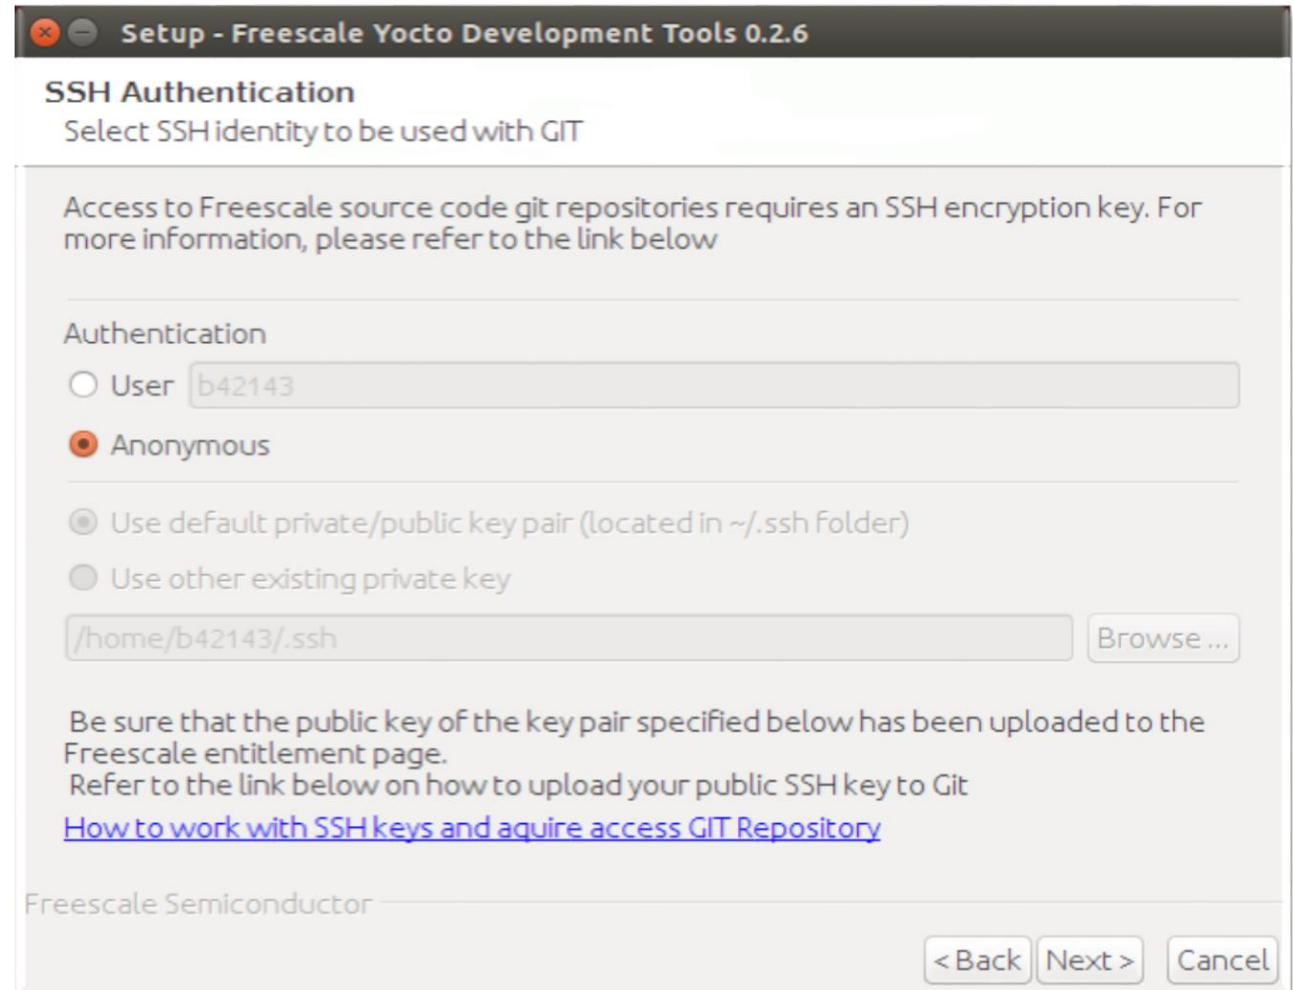 Setup - Freescale Yocto Development Tools 0.2.6
SSH Authentication
Select SSH identity to be used with GIT
Access to Freescale source code git repositories requires an SSH encryption key. For
more information, please refer to the link below
Authentication
User b42143
Anonymous
Use default private/public key pair (located in ~/.ssh folder)
Use other existing private key
/home/b42143/.ssh Browse ...
Be sure that the public key of the key pair specified below has been uploaded to the
Freescale entitlement page.
Refer to the link below on how to upload your public SSH key to Git
How to work with SSH keys and aquire access GIT Repository
Freescale Semiconductor
< Back Next > Cancel